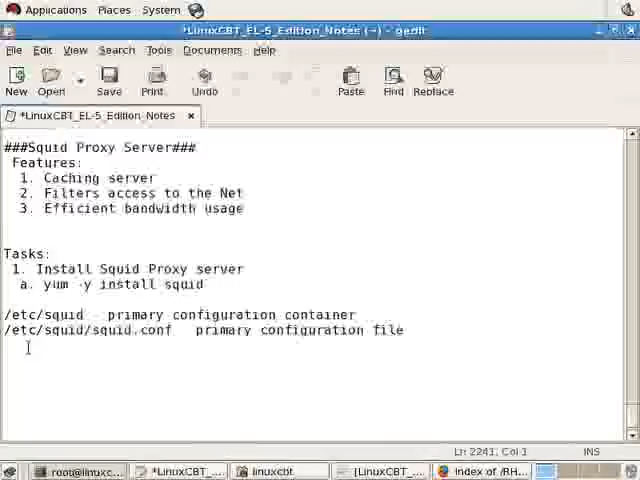 Applications Places System
*LinuxCBT_EL-5_Edition_Notes (~) - gedit
File Edit View Search Tools Documents Help
New Open Save Print... Undo Paste Find Replace
*LinuxCBT_EL-5_Edition_Notes
###Squid Proxy Server###
Features:
1. Caching server
2. Filters access to the Net
3. Efficient bandwidth usage
Tasks:
1. Install Squid Proxy server
a. yum -y install squid
/etc/squid - primary configuration container
/etc/squid/squid.conf - primary configuration file
Ln 2241, Col 1 INS
root@linuxc... *LinuxCBT_... linuxcbt [LinuxCBT_... Index of /RH...